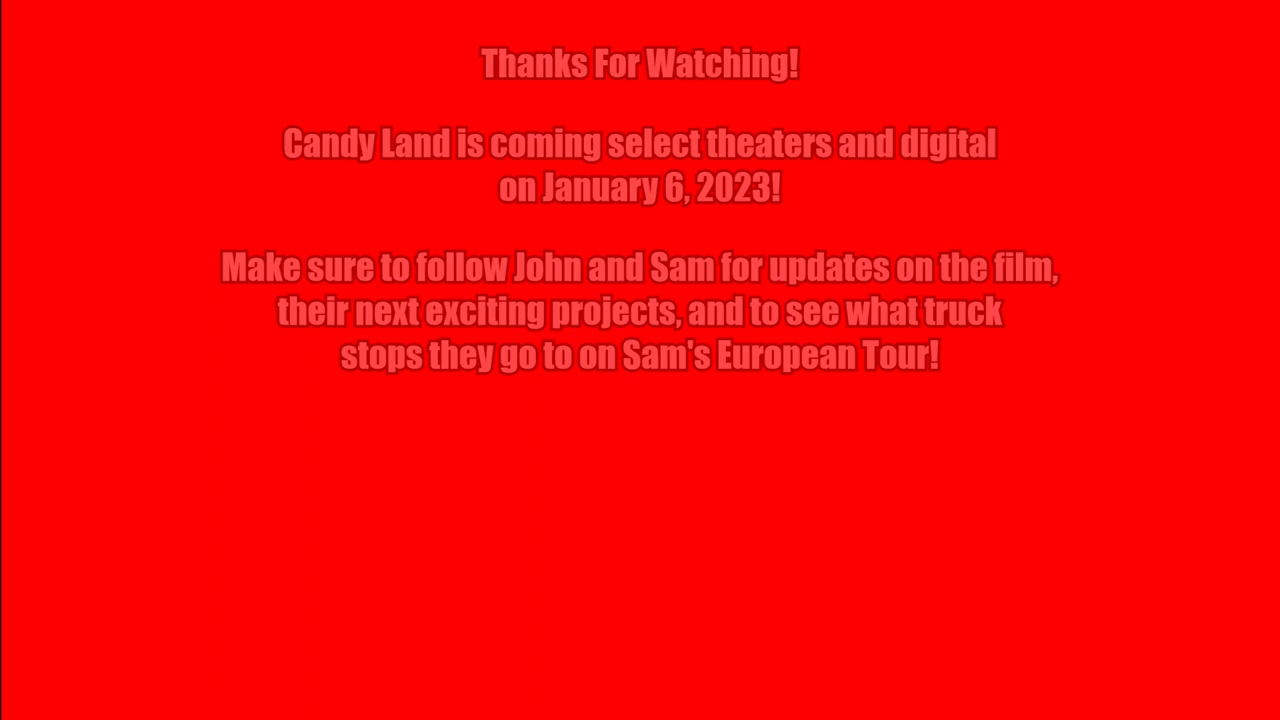 Thanks For Watching!
Candy Land is coming select theaters and digital
on January 6, 2023!
Make sure to follow John and Sam for updates on the film,
their next exciting projects, and to see what truck
stops they go to on Sam's European Tour!